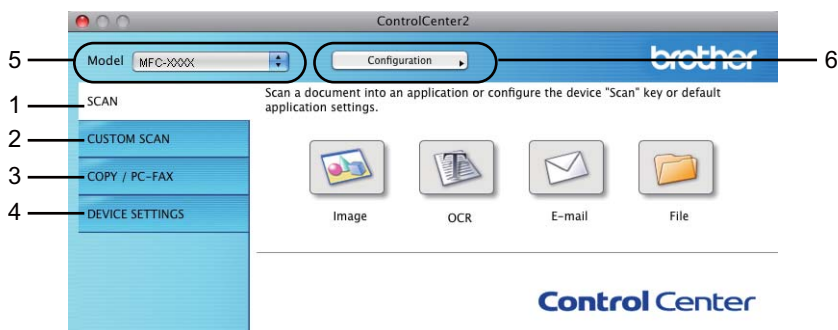 ControlCenter2
5
Model MFC-XXXX
Configuration
brother
6
1
SCAN
Scan a document into an application or configure the device "Scan" key or default
application settings.
2
CUSTOM SCAN
3
COPY / PC-FAX
4
DEVICE SETTINGS
Image
OCR
E-mail
File
Control Center